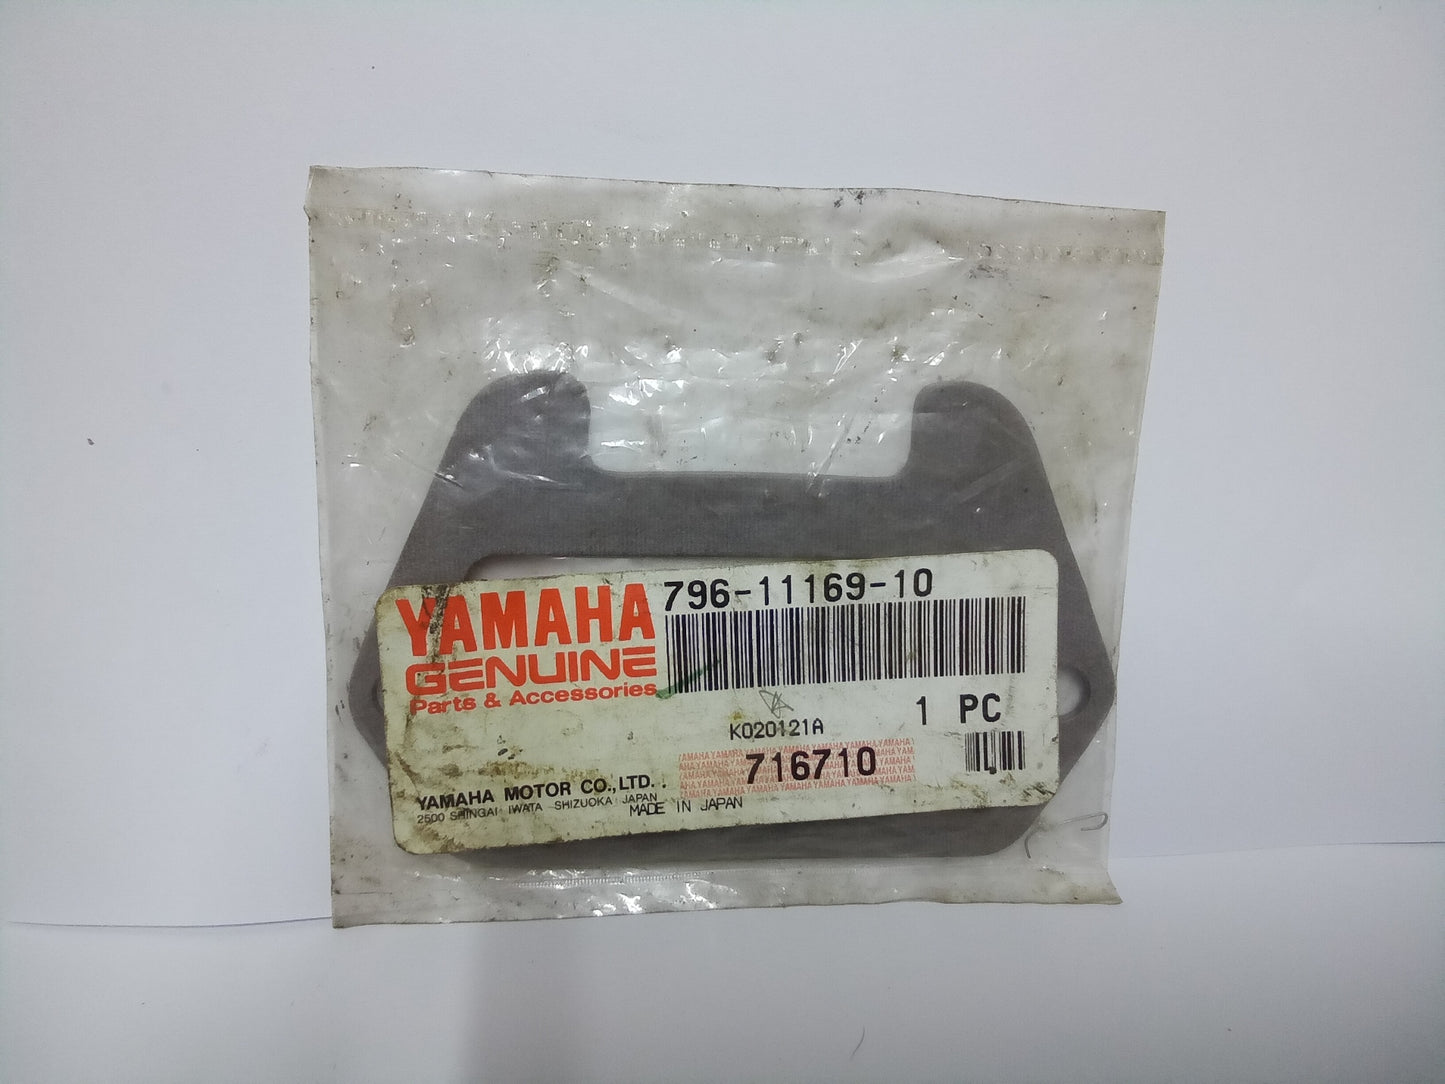 YAMAHA
GENUINE
Parts & Accessories
796-11169-10
K020121A
1 PC
716710
YAMAHA MOTOR CO.,LTD.
2500 SHINGAI IWATA SHIZUOKA JAPAN
MADE IN JAPAN